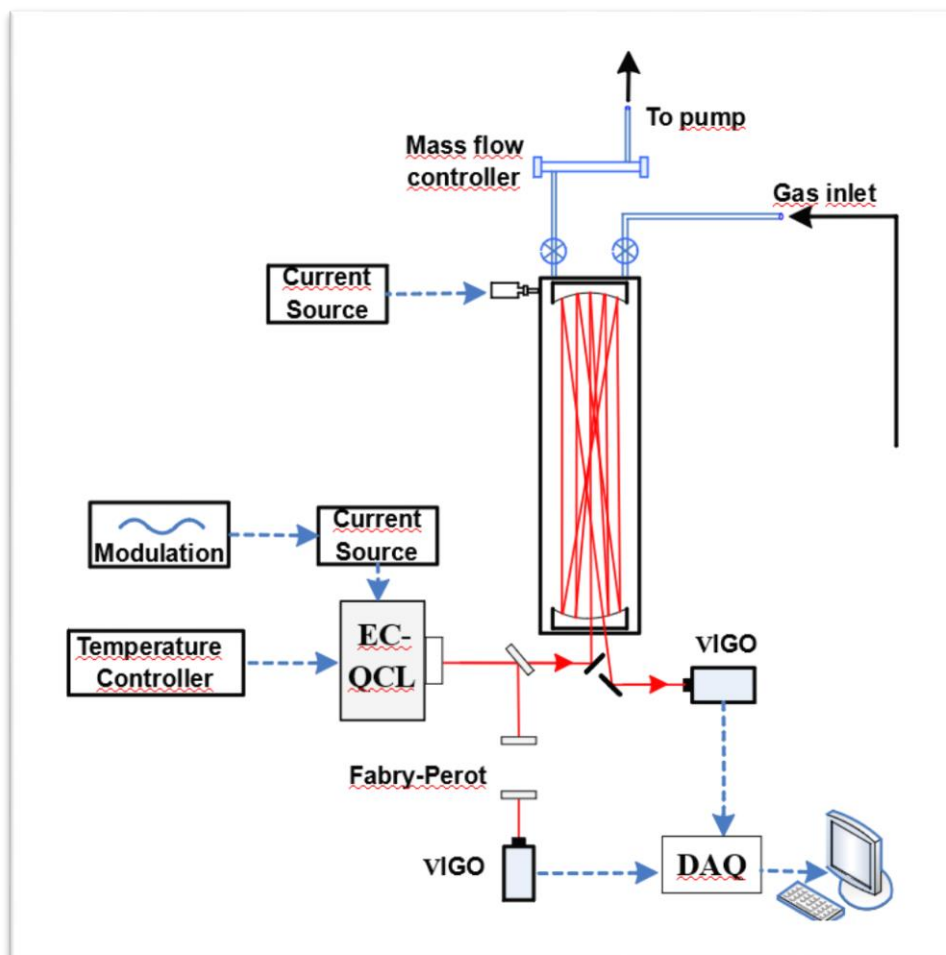 To pump
Mass flow
controller
Gas inlet
Current
Source
Modulation
Current
Source
Temperature
Controller
EC-
QCL
VIGO
Fabry-Perot
VIGO
DAQ